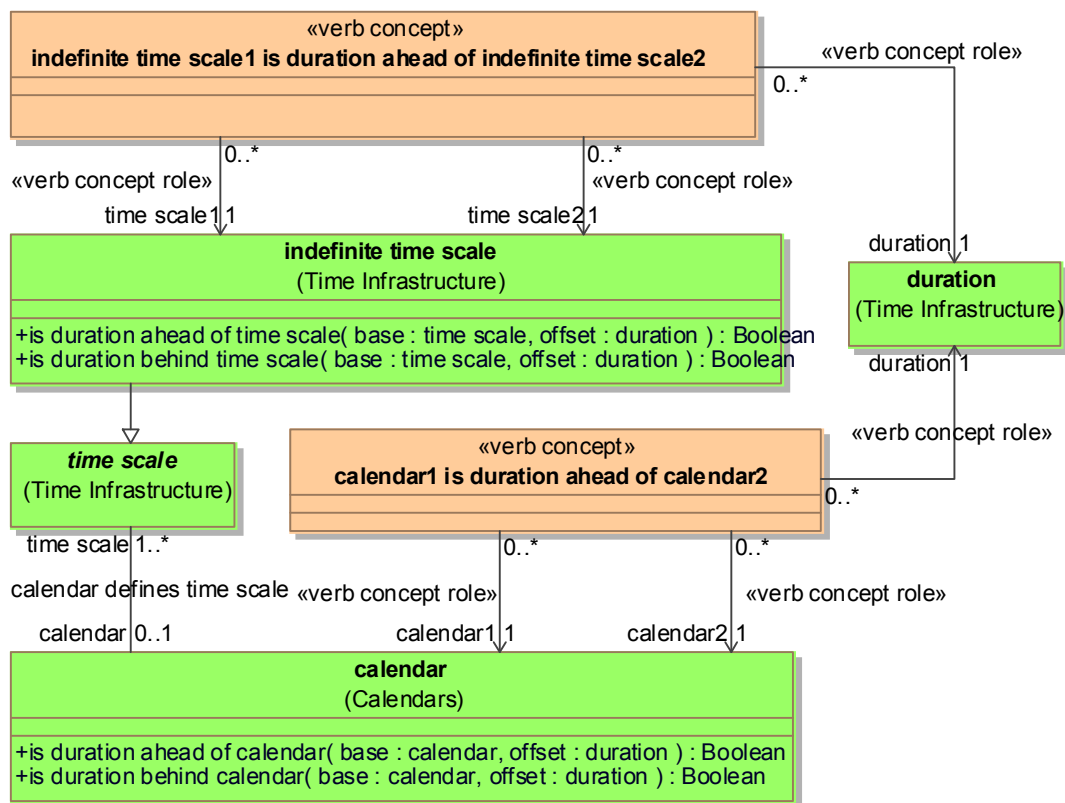 «verb concept»
indefinite time scale1 is duration ahead of indefinite time scale2
«verb concept role»
0..*
0..*
0..*
«verb concept role»
«verb concept role»
time scale1 1
time scale2 1
duration 1
indefinite time scale
(Time Infrastructure)
+is duration ahead of time scale( base : time scale, offset : duration ) : Boolean
+is duration behind time scale( base : time scale, offset : duration ) : Boolean
duration
(Time Infrastructure)
duration 1
«verb concept role»
time scale
(Time Infrastructure)
«verb concept»
calendar1 is duration ahead of calendar2
0..*
time scale 1..*
0..*
0..*
calendar defines time scale
«verb concept role»
«verb concept role»
calendar 0..1
calendar1 1
calendar2 1
calendar
(Calendars)
+is duration ahead of calendar( base : calendar, offset : duration ) : Boolean
+is duration behind calendar( base : calendar, offset : duration ) : Boolean